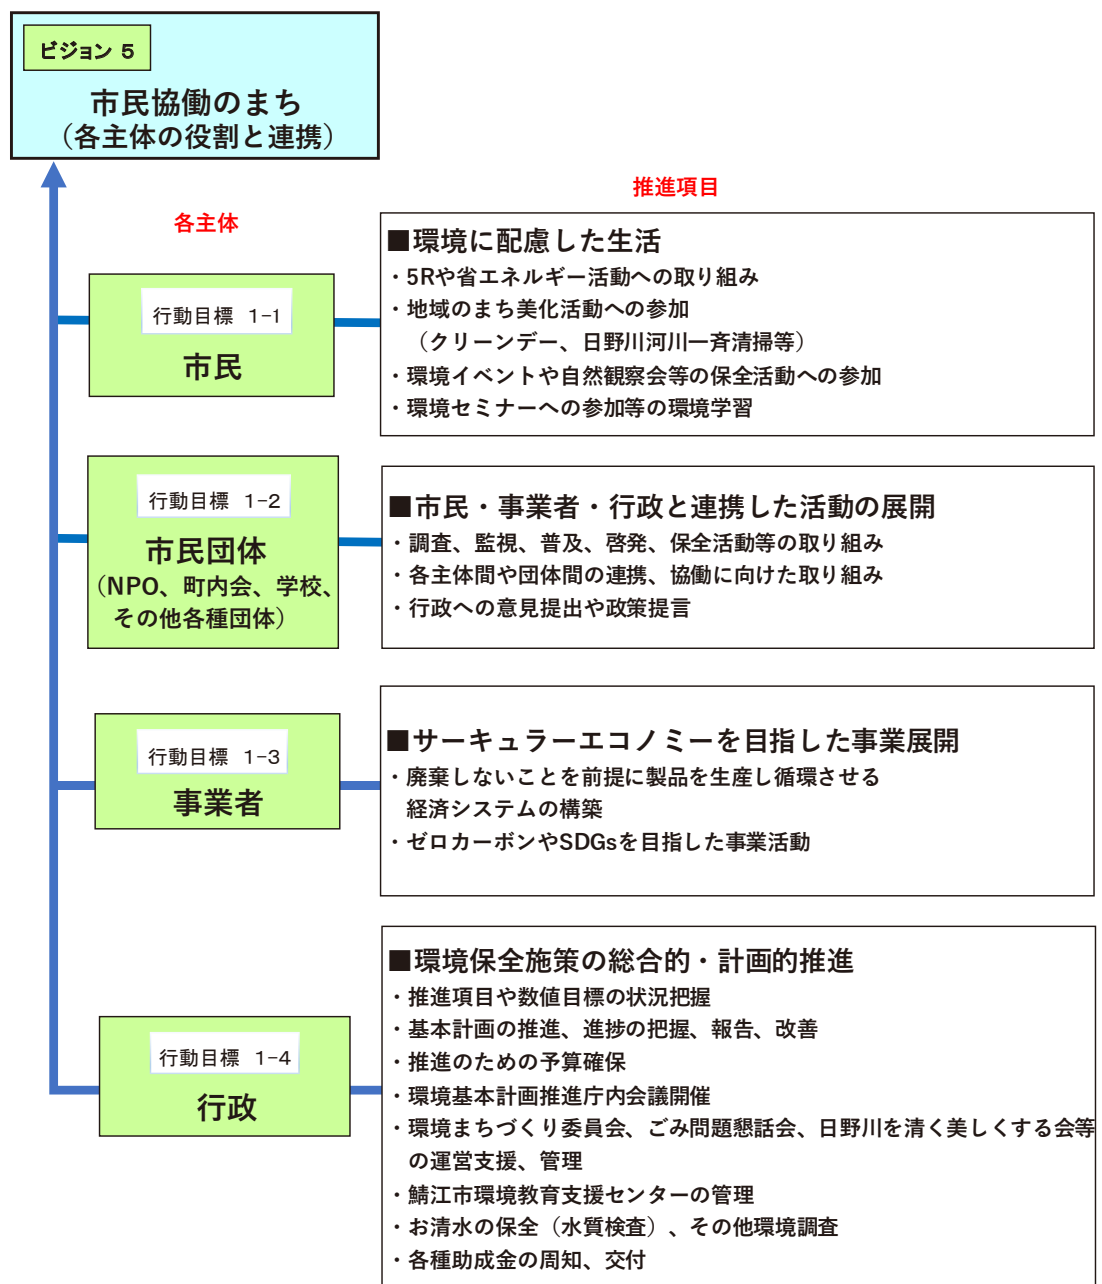 ビジョン 5
市民協働のまち
（各主体の役割と連携）
各主体
推進項目
行動目標 1-1
市民
■環境に配慮した生活
・5Rや省エネルギー活動への取り組み
・地域のまち美化活動への参加
（クリーンデー、日野川河川一斉清掃等）
・環境イベントや自然観察会等の保全活動への参加
・環境セミナーへの参加等の環境学習
行動目標 1-2
市民団体
（NPO、町内会、学校、
その他各種団体）
■市民・事業者・行政と連携した活動の展開
・調査、監視、普及、啓発、保全活動等の取り組み
・各主体間や団体間の連携、協働に向けた取り組み
・行政への意見提出や政策提言
行動目標 1-3
事業者
■サーキュラーエコノミーを目指した事業展開
・廃棄しないことを前提に製品を生産し循環させる
経済システムの構築
・ゼロカーボンやSDGsを目指した事業活動
行動目標 1-4
行政
■環境保全施策の総合的・計画的推進
・推進項目や数値目標の状況把握
・基本計画の推進、進捗の把握、報告、改善
・推進のための予算確保
・環境基本計画推進庁内会議開催
・環境まちづくり委員会、ごみ問題懇話会、日野川を清く美しくする会等
の運営支援、管理
・鯖江市環境教育支援センターの管理
・お清水の保全（水質検査）、その他環境調査
・各種助成金の周知、交付